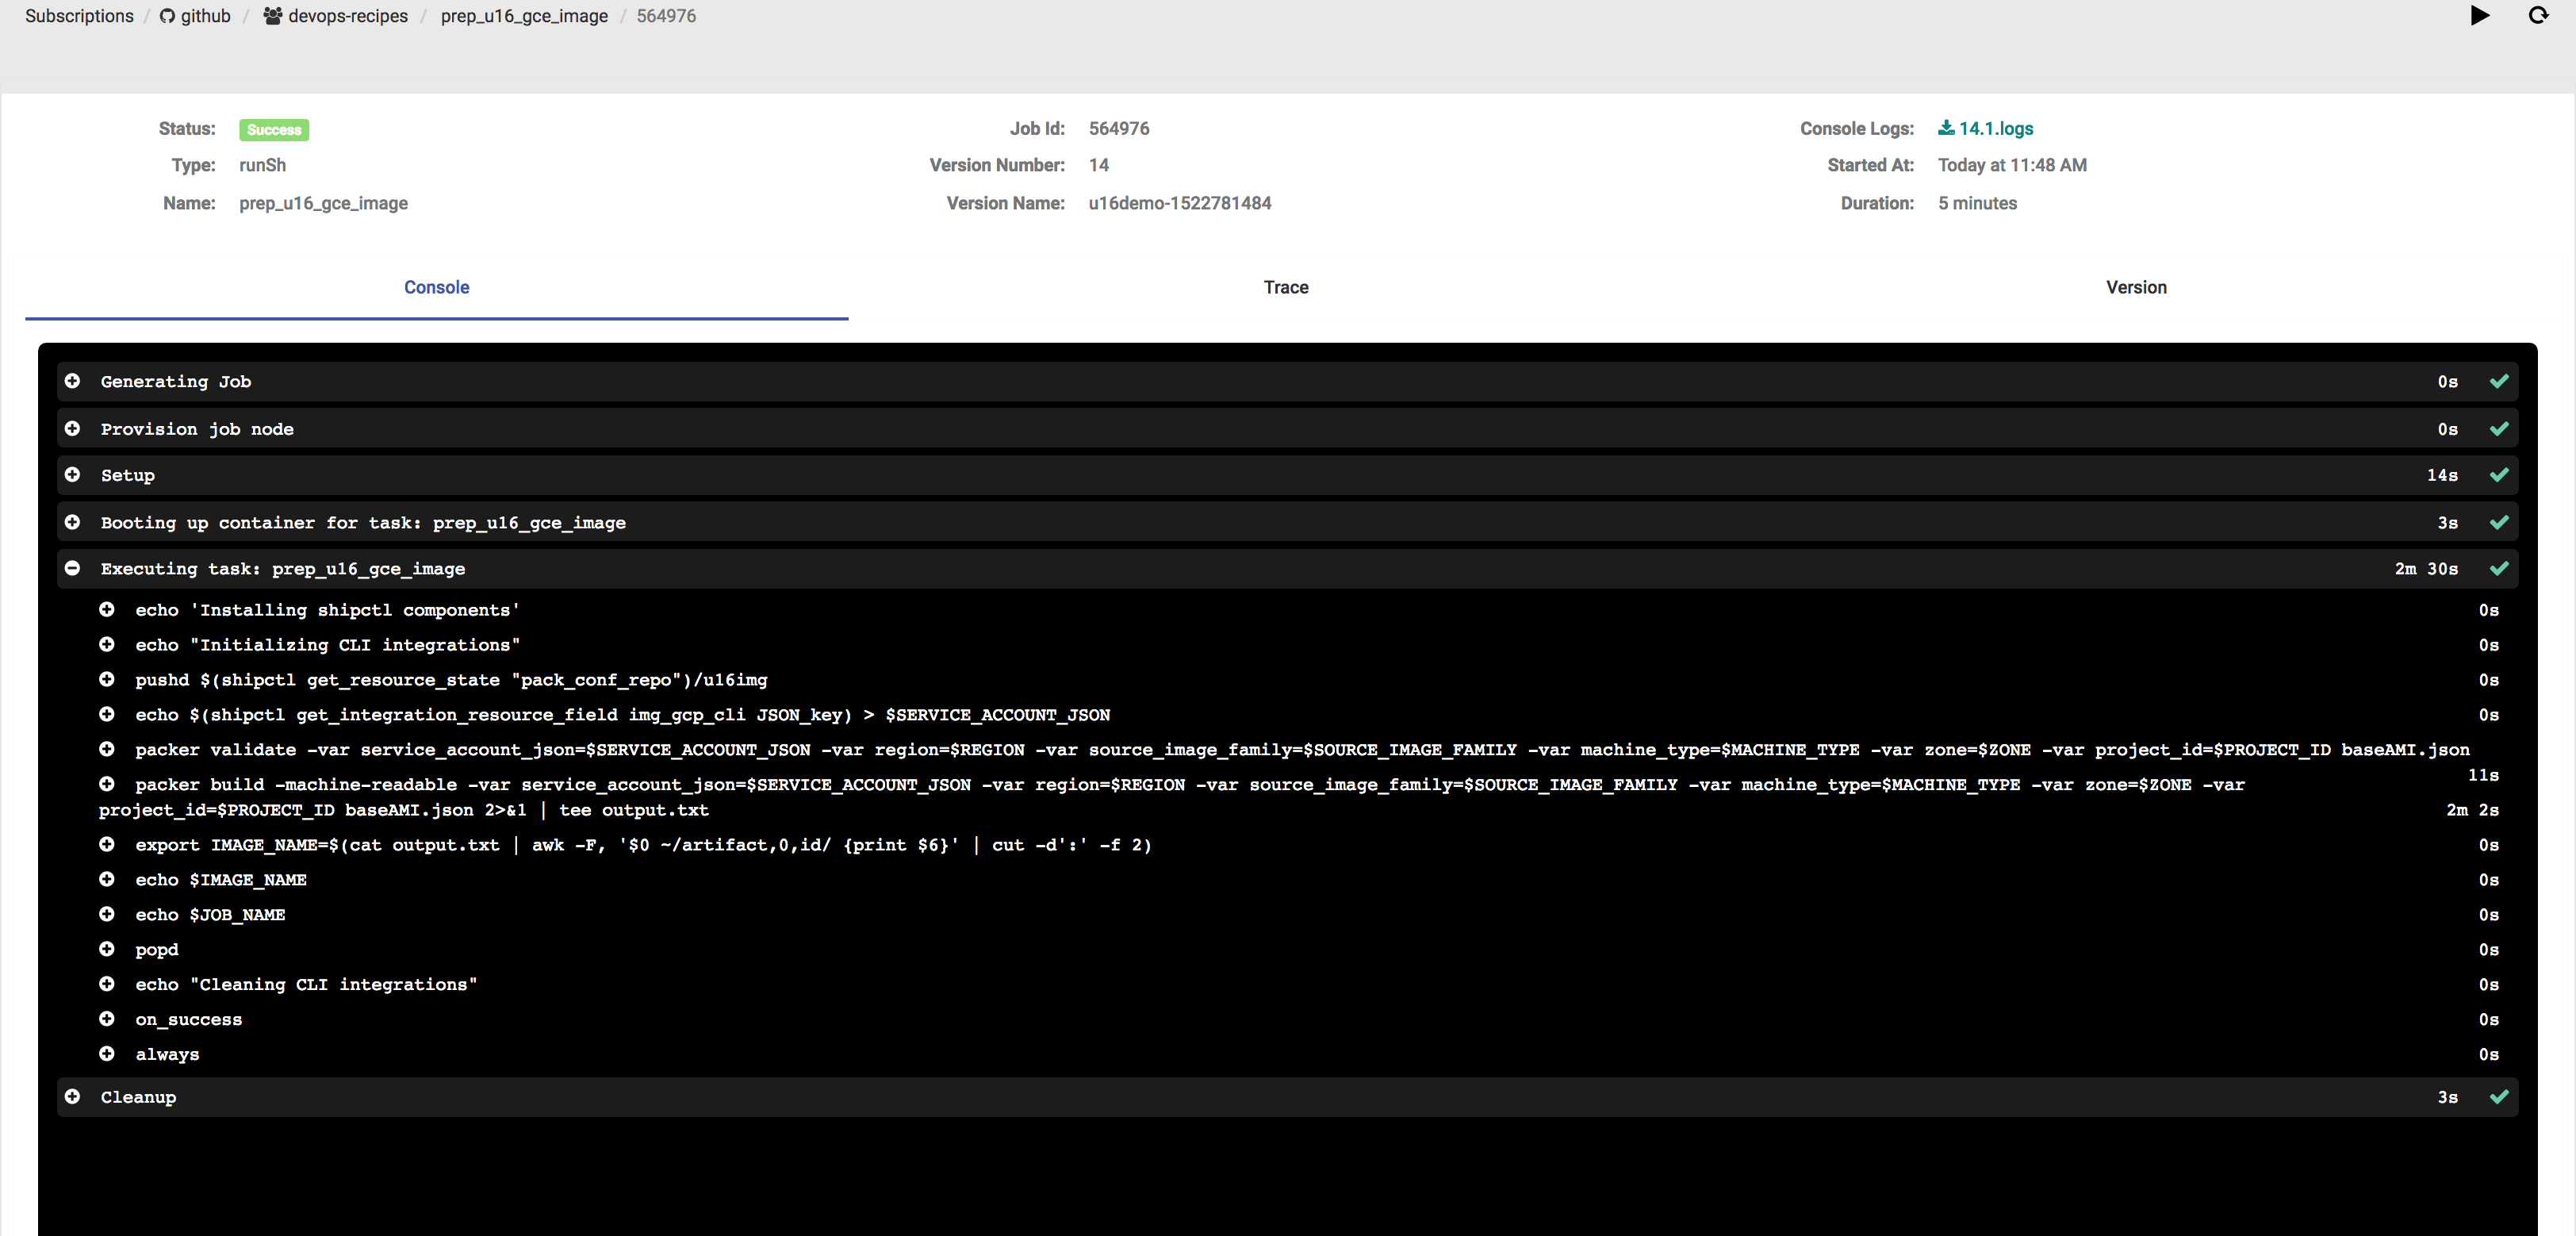 Subscriptions / github / devops-recipes / prep_u16_gce_image / 564976
Status: Success Job Id: 564976 Console Logs: 14.1.logs
Type: runSh Version Number: 14 Started At: Today at 11:48 AM
Name: prep_u16_gce_image Version Name: u16demo-1522781484 Duration: 5 minutes
Console Trace Version
Generating Job 0s
Provision job node 0s
Setup 14s
Booting up container for task: prep_u16_gce_image 3s
Executing task: prep_u16_gce_image 2m 30s
echo 'Installing shipctl components' 0s
echo "Initializing CLI integrations" 0s
pushd $(shipctl get_resource_state "pack_conf_repo")/u16img 0s
echo $(shipctl get_integration_resource_field img_gcp_cli JSON_key) > $SERVICE_ACCOUNT_JSON 0s
packer validate -var service_account_json=$SERVICE_ACCOUNT_JSON -var region=$REGION -var source_image_family=$SOURCE_IMAGE_FAMILY -var machine_type=$MACHINE_TYPE -var zone=$ZONE -var project_id=$PROJECT_ID baseAMI.json
11s
packer build -machine-readable -var service_account_json=$SERVICE_ACCOUNT_JSON -var region=$REGION -var source_image_family=$SOURCE_IMAGE_FAMILY -var machine_type=$MACHINE_TYPE -var zone=$ZONE -var
project_id=$PROJECT_ID baseAMI.json 2>&1 | tee output.txt 2m 2s
export IMAGE_NAME=$(cat output.txt | awk -F, '$0 ~/artifact,0,id/ {print $6}' | cut -d':' -f 2) 0s
echo $IMAGE_NAME 0s
echo $JOB_NAME 0s
popd 0s
echo "Cleaning CLI integrations" 0s
on_success 0s
always 0s
Cleanup 3s